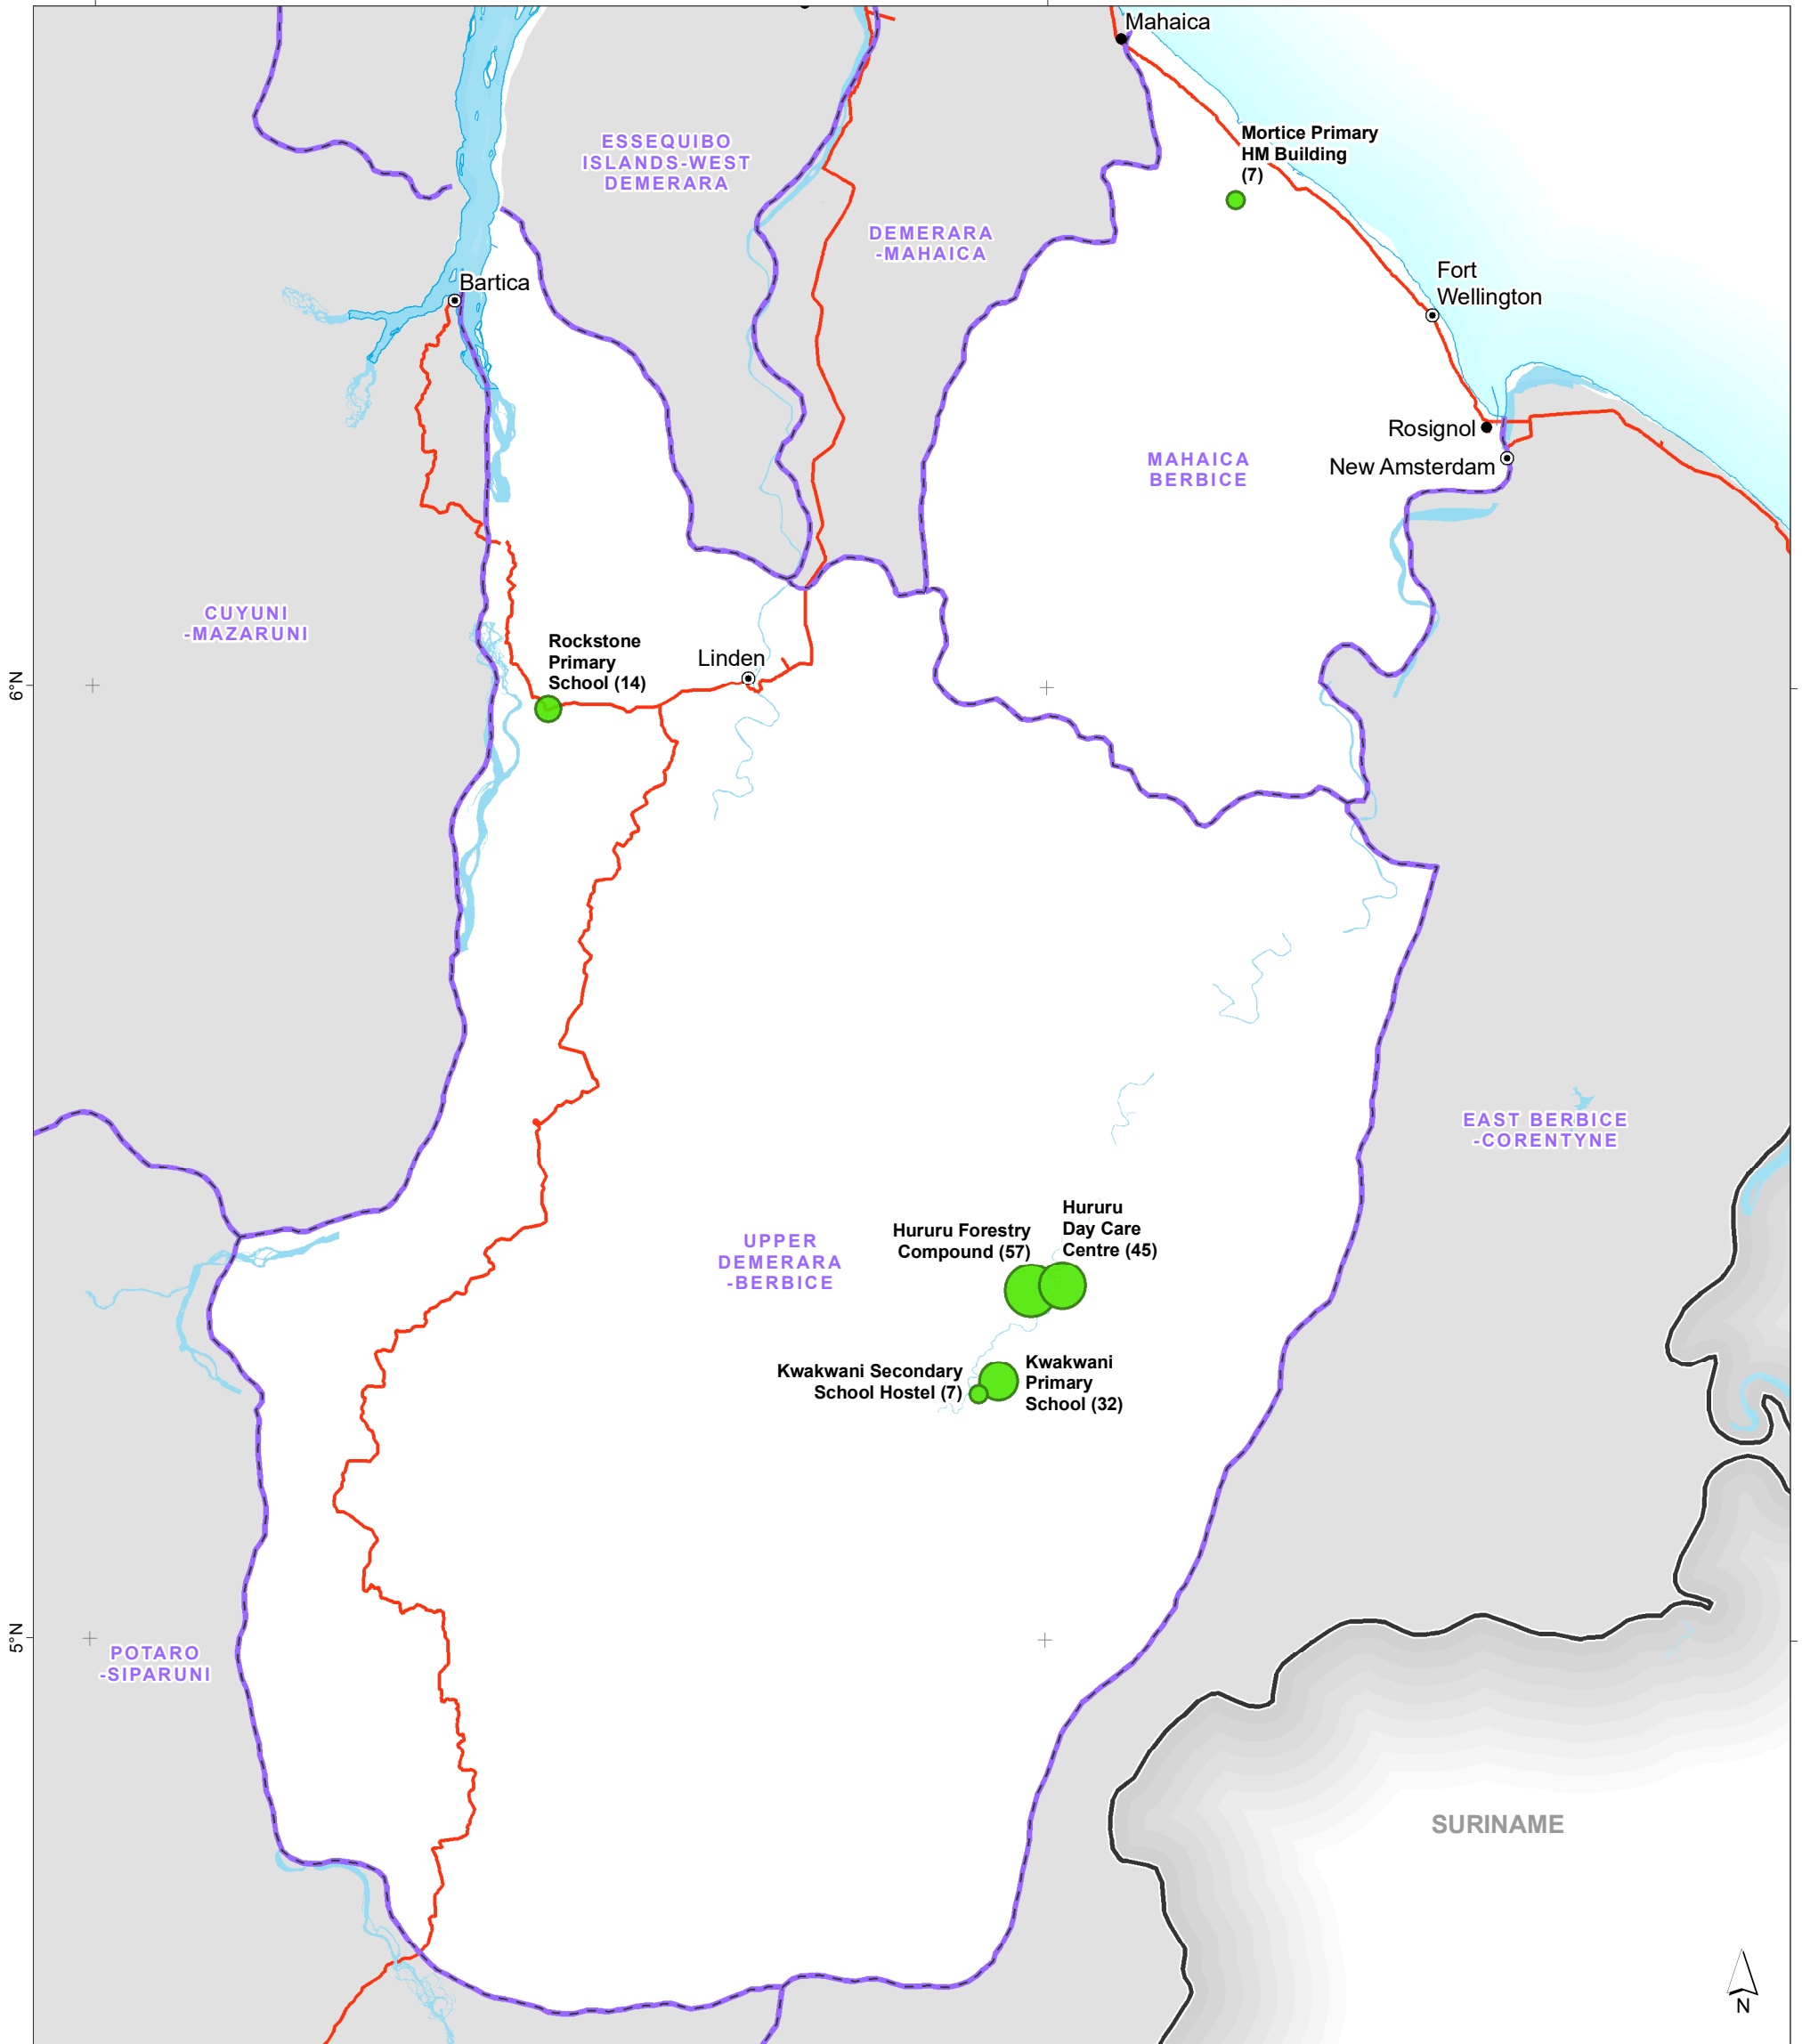 Mahaica
Mortice Primary
HM Building
(7)
ESSEQUIBO
ISLANDS-WEST
DEMERARA
DEMERARA
-MAHAICA
Bartica
Fort
Wellington
Rosignol
New Amsterdam
MAHAICA
BERBICE
CUYUNI
-MAZARUNI
Rockstone
Primary
School (14)
Linden
6°N
EAST BERBICE
-CORENTYNE
UPPER
DEMERARA
-BERBICE
Hururu Forestry
Compound (57)
Hururu
Day Care
Centre (45)
Kwakwani Secondary
School Hostel (7)
Kwakwani
Primary
School (32)
5°N
POTARO
-SIPARUNI
SURINAME
N